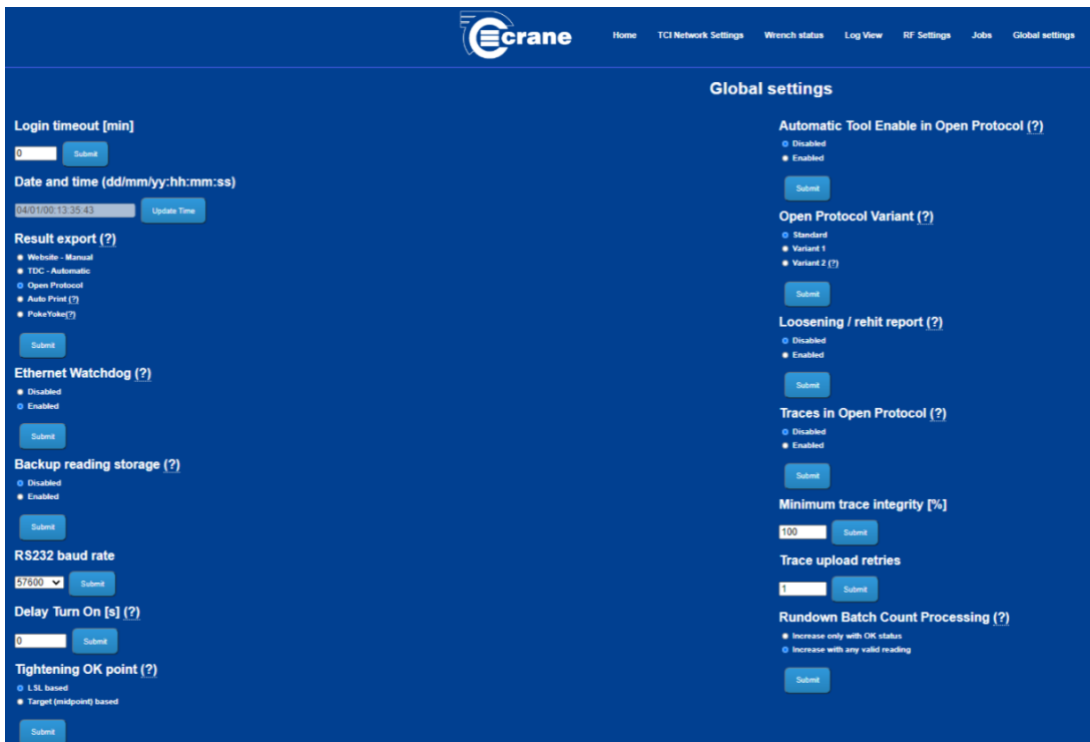 crane
Home TCI Network Settings Wrench status Log View RF Settings Jobs Global settings
Global settings
Login timeout [min]
0 Submit
Date and time (dd/mm/yy:hh:mm:ss)
04/01/00:13:35:43 Update Time
Result export (?)
Website - Manual
TDC - Automatic
Open Protocol
Auto Print (?)
PokeYoke(?)
Submit
Ethernet Watchdog (?)
Disabled
Enabled
Submit
Backup reading storage (?)
Disabled
Enabled
Submit
RS232 baud rate
57600 Submit
Delay Turn On [s] (?)
0 Submit
Tightening OK point (?)
LSL based
Target (midpoint) based
Submit
Automatic Tool Enable in Open Protocol (?)
Disabled
Enabled
Submit
Open Protocol Variant (?)
Standard
Variant 1
Variant 2 (?)
Submit
Loosening / rehit report (?)
Disabled
Enabled
Submit
Traces in Open Protocol (?)
Disabled
Enabled
Submit
Minimum trace integrity [%]
100 Submit
Trace upload retries
1 Submit
Rundown Batch Count Processing (?)
Increase only with OK status
Increase with any valid reading
Submit